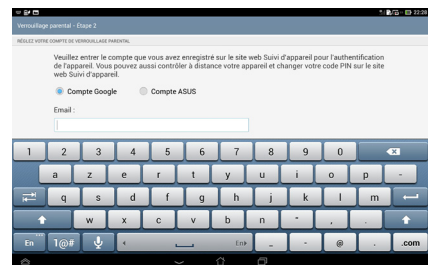 22:28
Verrouillage parental - Étape 2
RÉGLEZ VOTRE COMPTE DE VERROUILLAGE PARENTAL
Veuillez entrer le compte que vous avez enregistré sur le site web Suivi d'appareil pour l'authentification
de l'appareil. Vous pouvez aussi contrôler à distance votre appareil et changer votre code PIN sur le site
web Suivi d'appareil.
Compte Google Compte ASUS
Email :
1 2 3 4 5 6 7 8 9 0
a z e r t y u i o p -
q s d f g h j k l m
w x c v b n ' , .
En 1@# En _ - @ . .com